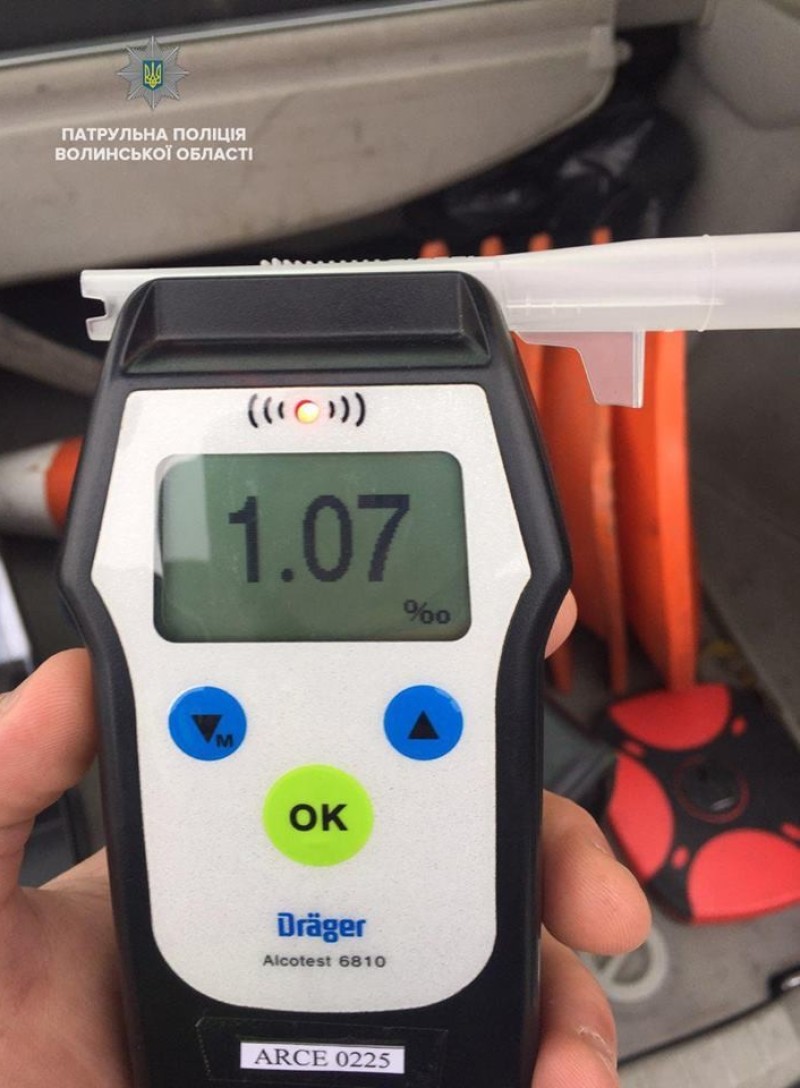 ПАТРУЛЬНА ПОЛІЦІЯ
ВОЛИНСЬКОЇ ОБЛАСТІ
1.07
‰
M
OK
Dräger
Alcotest 6810
ARCE 0225